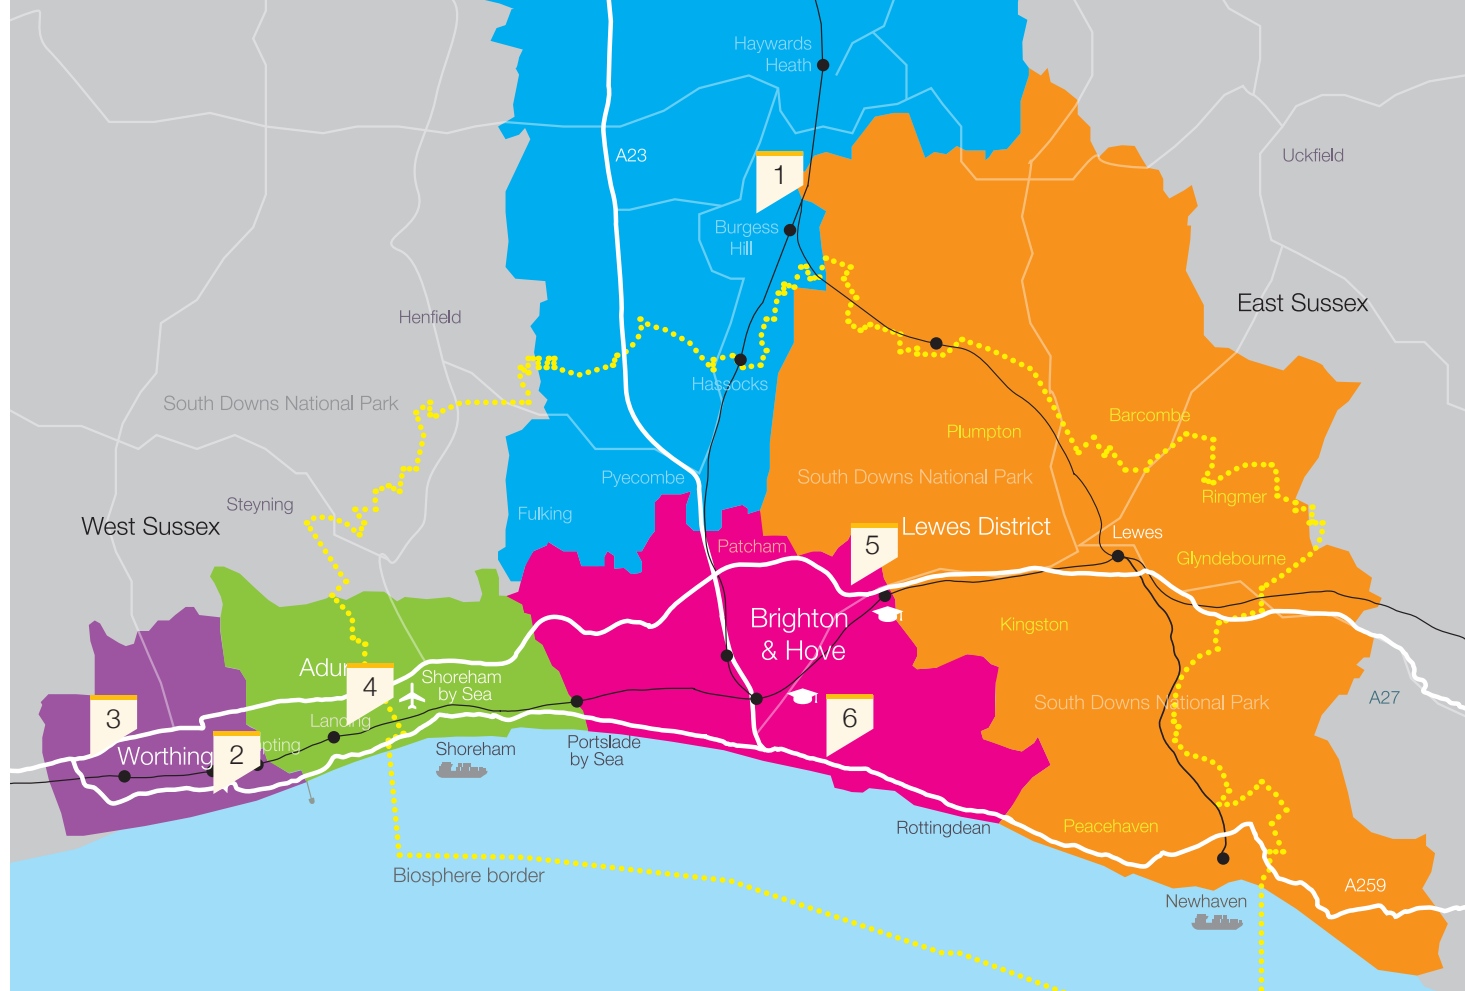 Haywards
Heath
A23
Uckfield
1
Burgess
Hill
East Sussex
Henfield
Hassocks
South Downs National Park
Barcombe
Plumpton
Pyecombe
South Downs National Park
Ringmer
Steyning
Fulking
West Sussex
Lewes District
Lewes
5
Patcham
Glyndebourne
Brighton
& Hove
Kingston
Adur
Shoreham
by Sea
4
South Downs National Park
A27
3
6
Landing
Worthing
2
pting
Shoreham
Portslade
by Sea
Rottingdean
Peacehaven
Biosphere border
A259
Newhaven